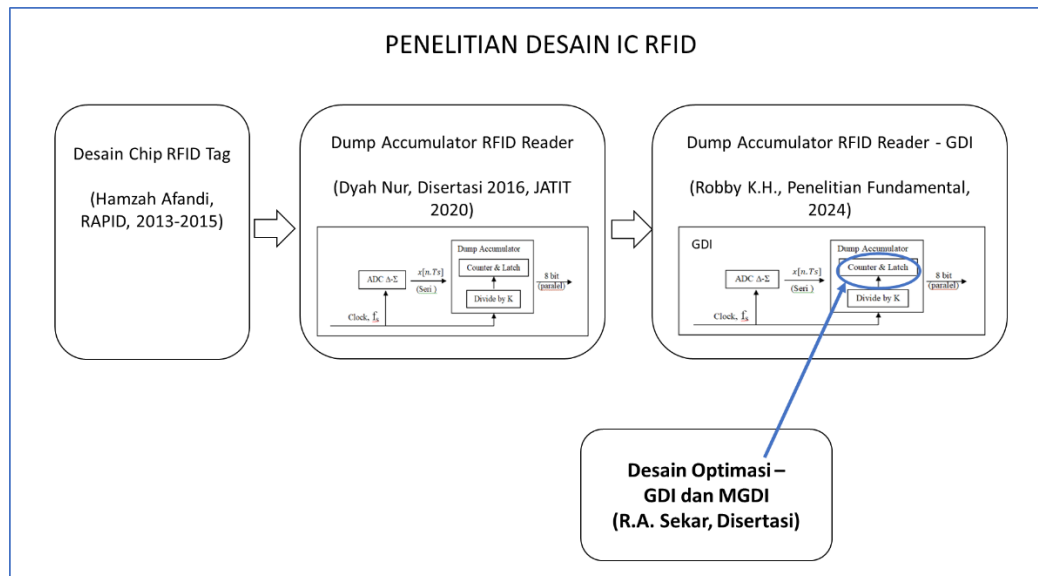 PENELITIAN DESAIN IC RFID
Desain Chip RFID Tag
(Hamzah Afandi,
RAPID, 2013-2015)
Dump Accumulator RFID Reader
(Dyah Nur, Disertasi 2016, JATIT
2020)
Dump Accumulator
Counter & Latch
Divide by K
ADC Δ-Σ
x[n.Ts]
(Seri )
8 bit
(paralel)
Clock, fs
Dump Accumulator RFID Reader - GDI
(Robby K.H., Penelitian Fundamental,
2024)
GDI
Dump Accumulator
Counter & Latch
Divide by K
ADC Δ-Σ
x[n.Ts]
(Seri )
8 bit
(paralel)
Clock, fs
Desain Optimasi –
GDI dan MGDI
(R.A. Sekar, Disertasi)